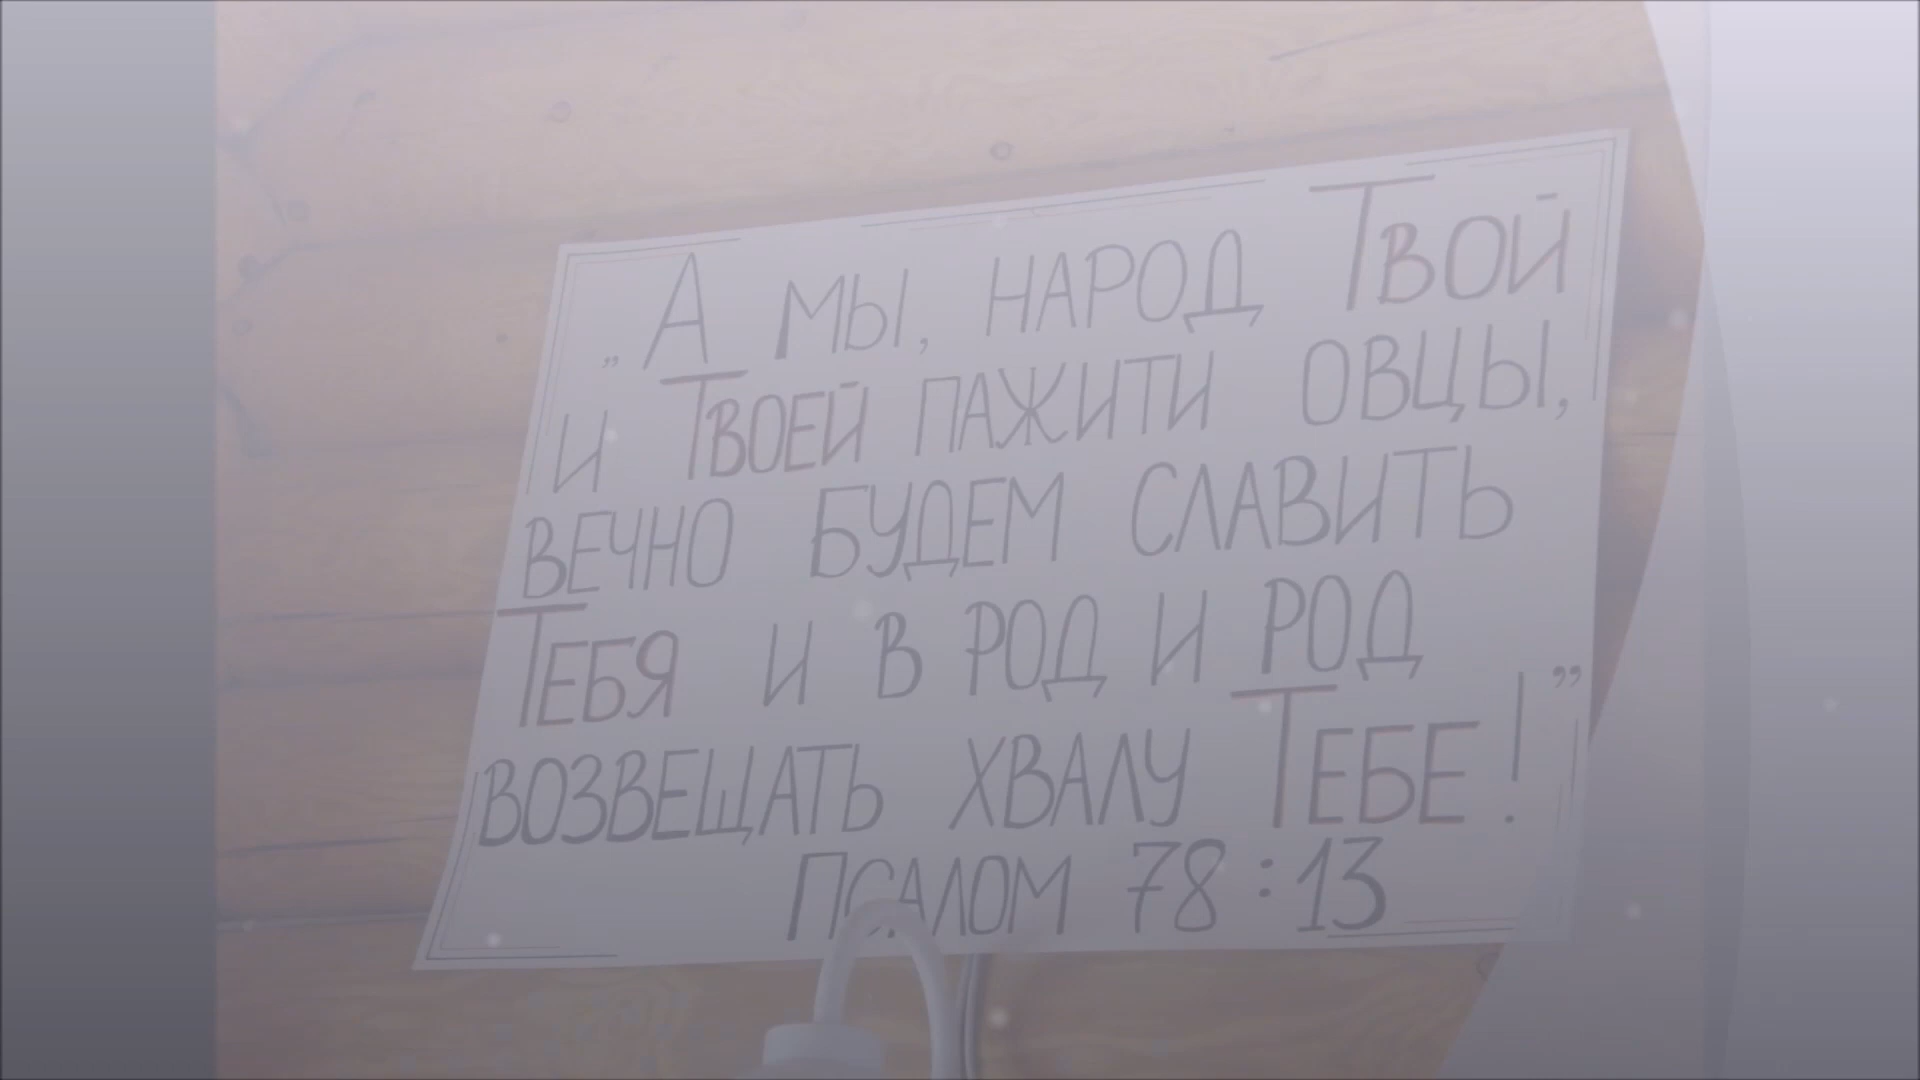 „А мы, народ Твой
и Твоей пажити овцы,
вечно будем славить
Тебя и в род и род
возвещать хвалу Тебе!”
Псалом 78:13